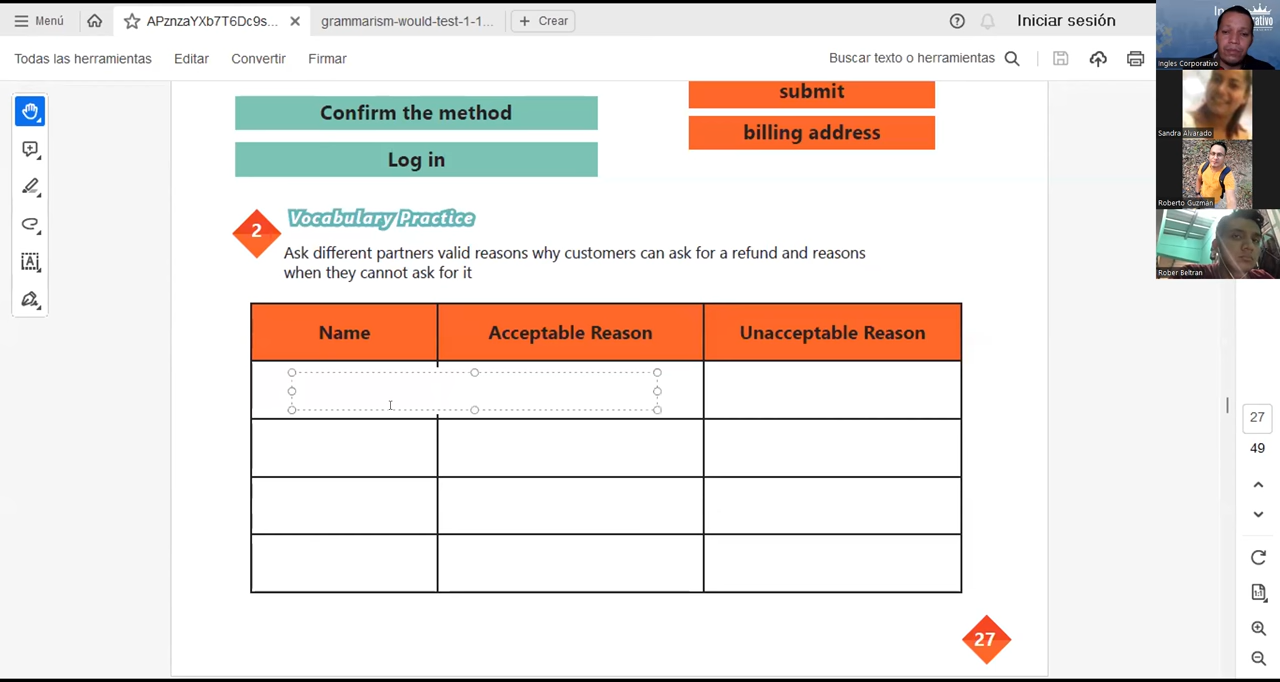 Menú
APznzaYXb7T6Dc9s...
grammarism-would-test-1-1...
+ Crear
Iniciar sesión
Todas las herramientas
Editar
Convertir
Firmar
Buscar texto o herramientas
Confirm the method
Log in
submit
billing address
2
Vocabulary Practice
Ask different partners valid reasons why customers can ask for a refund and reasons
when they cannot ask for it
Name
Acceptable Reason
Unacceptable Reason
27
27
49
1:1
Ingles Corporativo
Sandra Alvarado
Roberto Guzmán
Rober Beltran